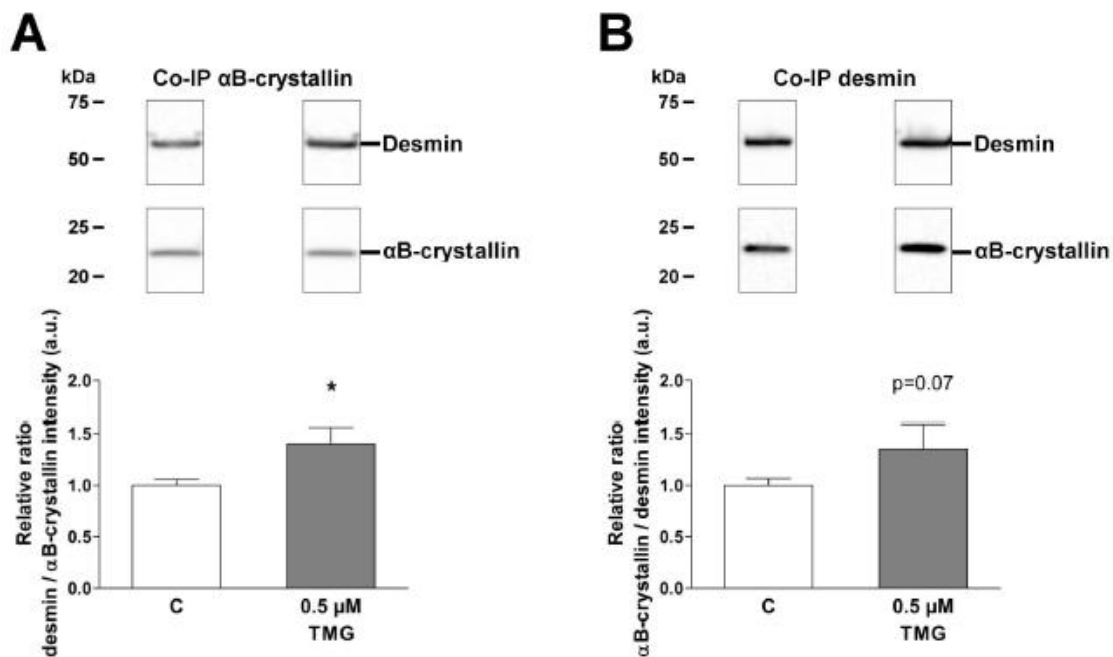 A
kDa
Co-IP αB-crystallin
75
Desmin
50
25
αB-crystallin
20
Relative ratio
desmin / αB-crystallin intensity (a.u.)
2.0
1.5
1.0
0.5
0.0
*
C
0.5 μM
TMG
B
kDa
Co-IP desmin
75
Desmin
50
25
αB-crystallin
20
Relative ratio
αB-crystallin / desmin intensity (a.u.)
2.0
1.5
1.0
0.5
0.0
p=0.07
C
0.5 μM
TMG